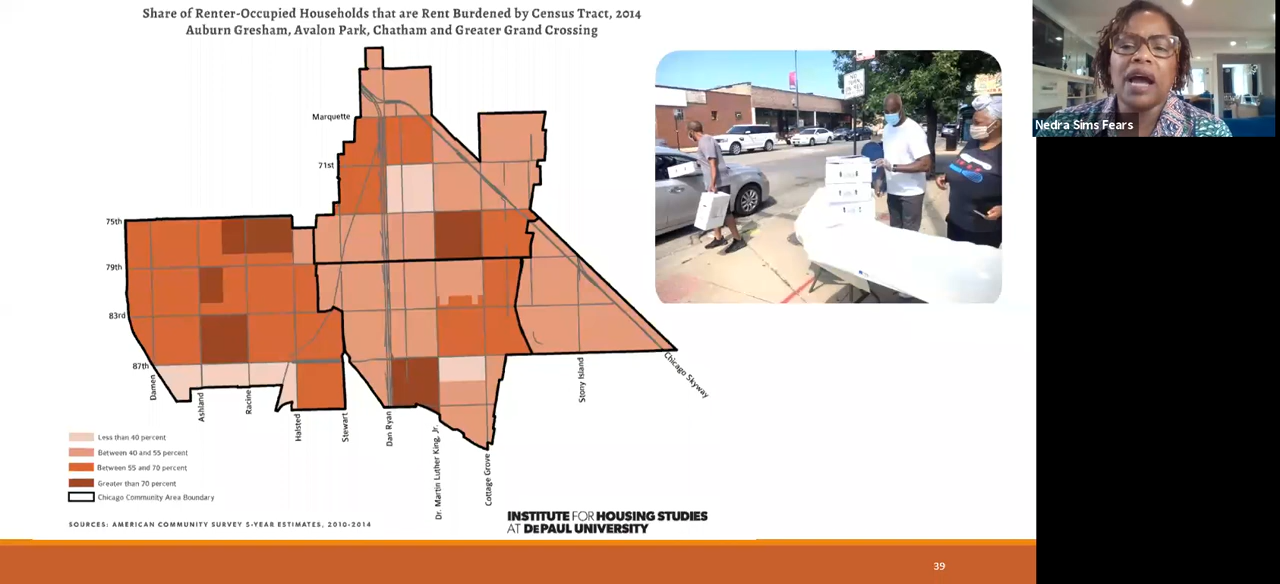 Share of Renter-Occupied Households that are Rent Burdened by Census Tract, 2014
Auburn Gresham, Avalon Park, Chatham and Greater Grand Crossing
Nedra Sims Fears
NO
TURN
Marquette
71st
75th
79th
83rd
87th
Damen
Ashland
Racine
Halsted
Stewart
Dan Ryan
Dr. Martin Luther King, Jr.
Cottage Grove
Stony Island
Chicago Skyway
Less than 40 percent
Between 40 and 55 percent
Between 55 and 70 percent
Greater than 70 percent
Chicago Community Area Boundary
SOURCES: AMERICAN COMMUNITY SURVEY 5-YEAR ESTIMATES, 2010-2014
INSTITUTE FOR HOUSING STUDIES
AT DEPAUL UNIVERSITY
39